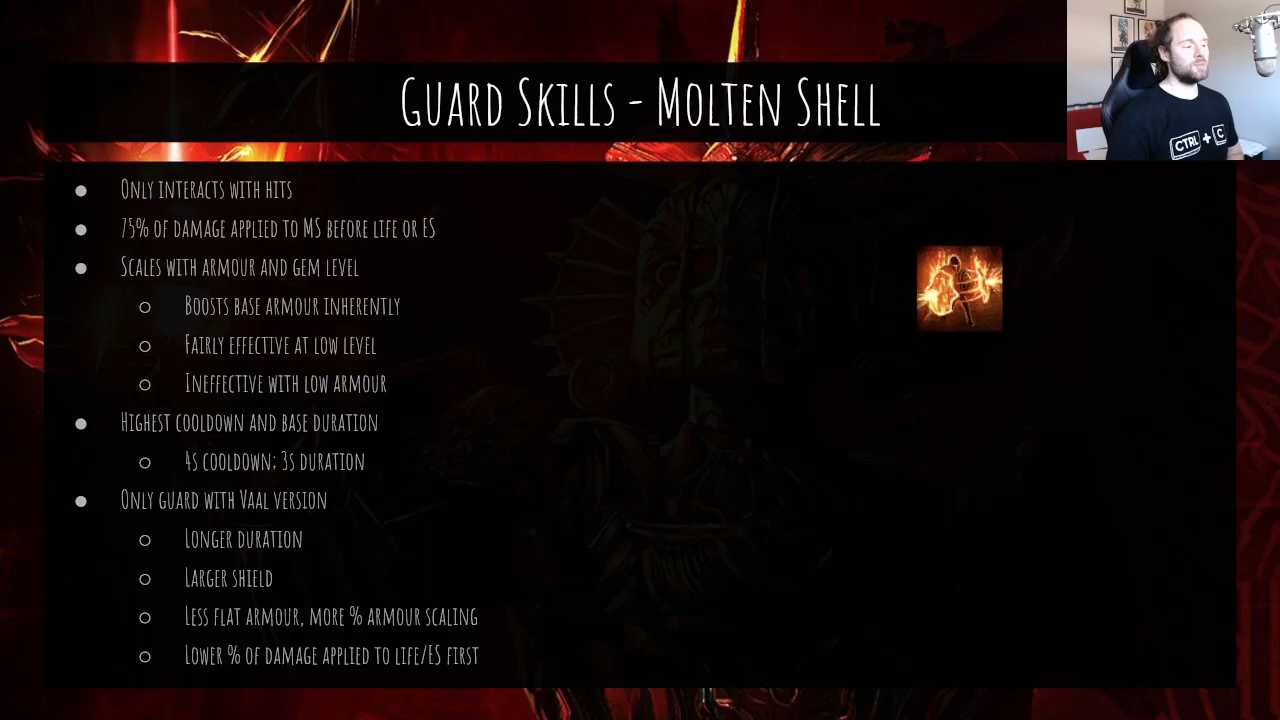 Guard Skills - Molten Shell
Only interacts with hits
75% of damage applied to MS before life or ES
Scales with armour and gem level
Boosts base armour inherently
Fairly effective at low level
Ineffective with low armour
Highest cooldown and base duration
4s cooldown; 3s duration
Only guard with Vaal version
Longer duration
Larger shield
Less flat armour, more % armour scaling
Lower % of damage applied to life/ES first
CTRL + C